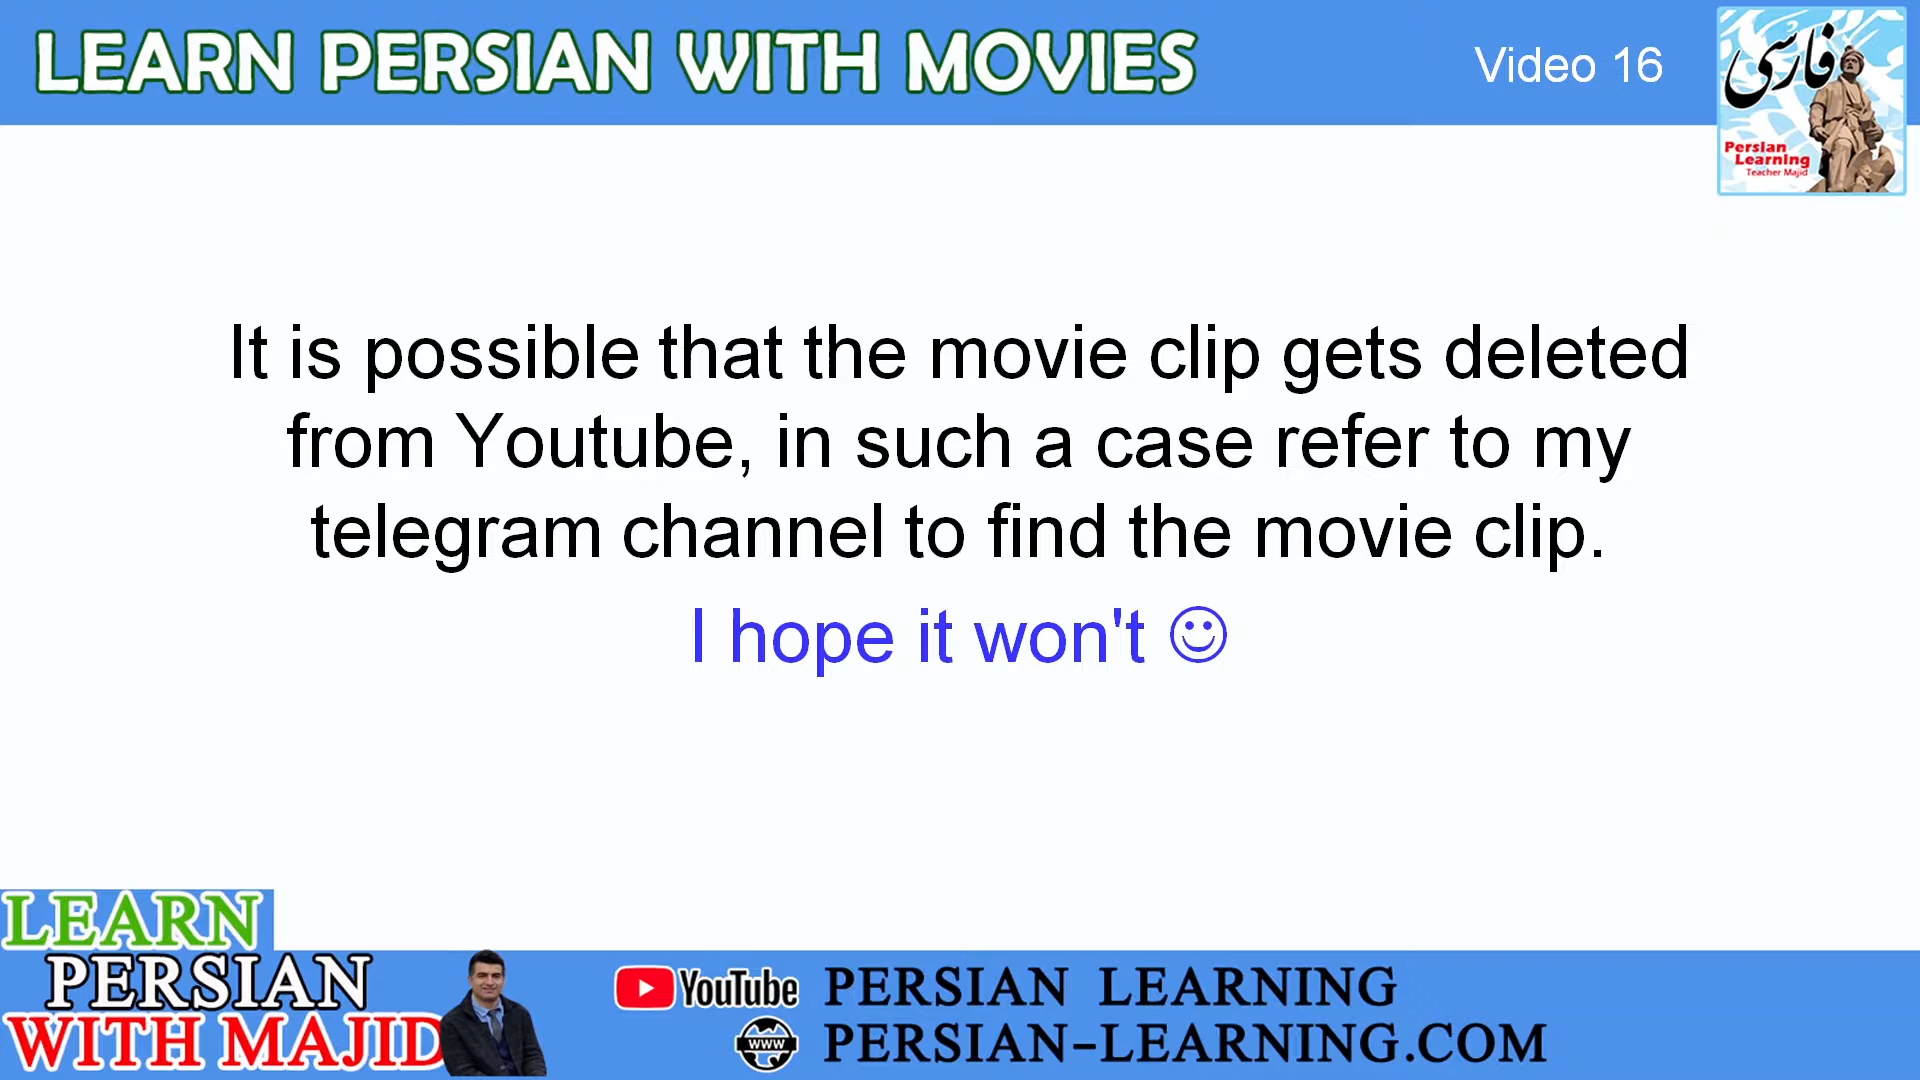 LEARN PERSIAN WITH MOVIES
Video 16
فارسی
Persian
Learning
Teacher Majid
It is possible that the movie clip gets deleted
from Youtube, in such a case refer to my
telegram channel to find the movie clip.
I hope it won't ☺
LEARN
PERSIAN
WITH MAJID
YouTube PERSIAN LEARNING
www PERSIAN-LEARNING.COM